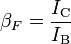 β_F = I_C / I_B